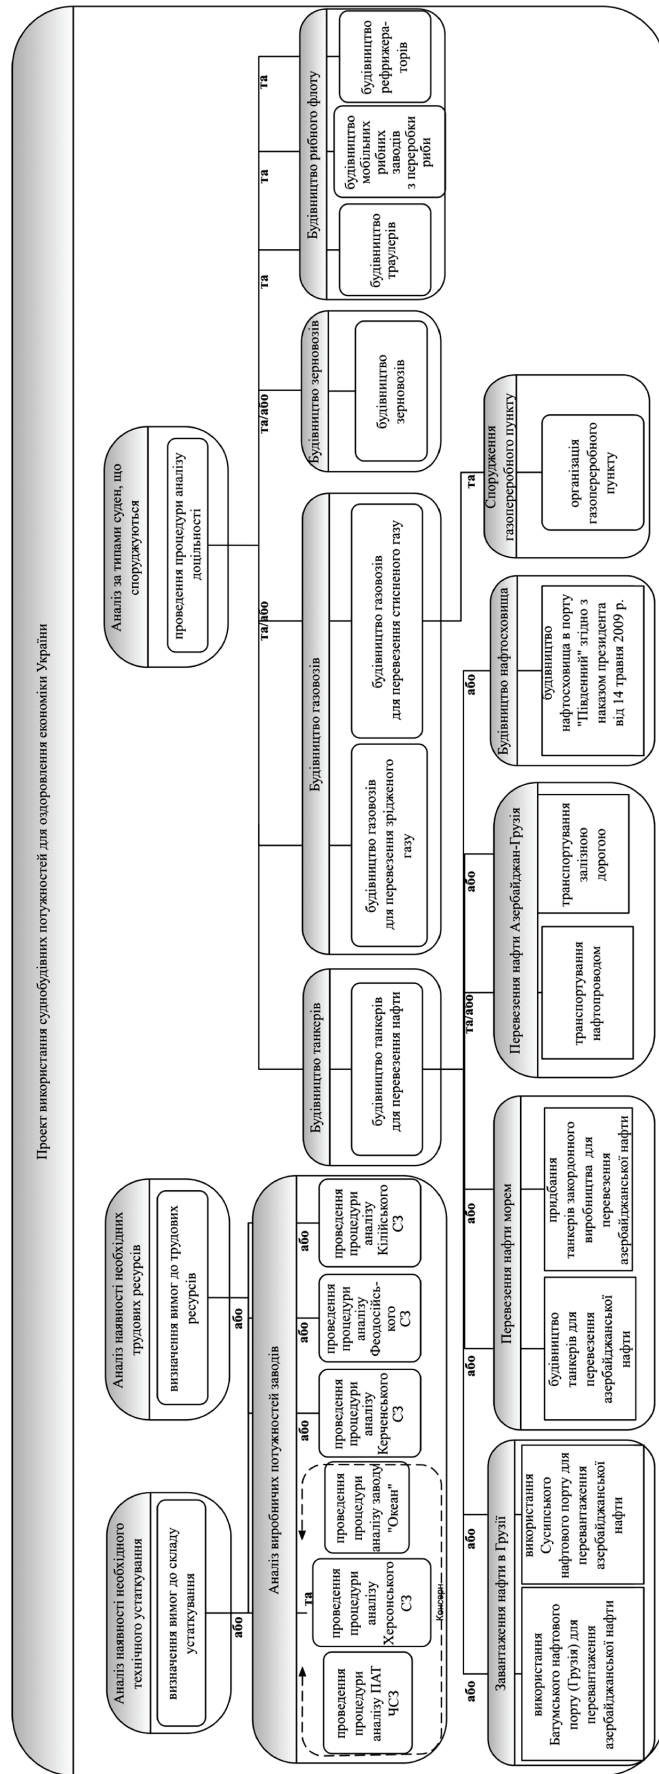 Проект використання суднобудівних потужностей для оздоровлення економіки України
Аналіз наявності необхідного
технічного устаткування
визначення вимог до складу
устаткування
Аналіз наявності необхідних
трудових ресурсів
визначення вимог до трудових
ресурсів
Аналіз за типами суден, що
споруджуються
проведення процедури аналізу
доцільності
або
або
Аналіз виробничих потужностей заводів
та
або
або
або
проведення
процедури
аналізу ПАТ
ЧСЗ
проведення
процедури
аналізу
Херсонського
СЗ
проведення
процедури
аналізу заводу
"Океан"
проведення
процедури
аналізу
Керченського
СЗ
проведення
процедури
аналізу
Феодосійсь-
кого
СЗ
проведення
процедури
аналізу
Кілійського
СЗ
Консорн
та/або
та/або
та
та
та
Будівництво танкерів
будівництво танкерів
для перевезення нафти
Будівництво газовозів
будівництво газовозів
для перевезення зрідженого
газу
будівництво газовозів
для перевезення стисненого газу
Будівництво зерновозів
будівництво
зерновозів
Будівництво рибного флоту
будівництво
траулерів
будівництво
мобільних
рибних
заводів
з переробки
риби
будівництво
рефрижера-
торів
або
або
або
або
та/або
або
або
та
Завантаження нафти в Грузії
використання
Батумського нафтового
порту (Грузія) для
перевантаження
азербайджанської нафти
використання
Сусипського
нафтового порту для
перевантаження
азербайджанської
нафти
Перевезення нафти морем
будівництво
танкерів для
перевезення
азербайджанської
нафти
придбання
танкерів закордонного
виробництва для
перевезення
азербайджанської нафти
Перевезення нафти Азербайджан-Грузія
транспортування
нафтопроводом
транспортування
залізною
дорогою
Будівництво нафтосховища
будівництво
нафтосховища в порту
"Південний" згідно з
наказом президента
від 14 травня 2009 р.
Спорудження
газопереробного пункту
організація
газопереробного
пункту